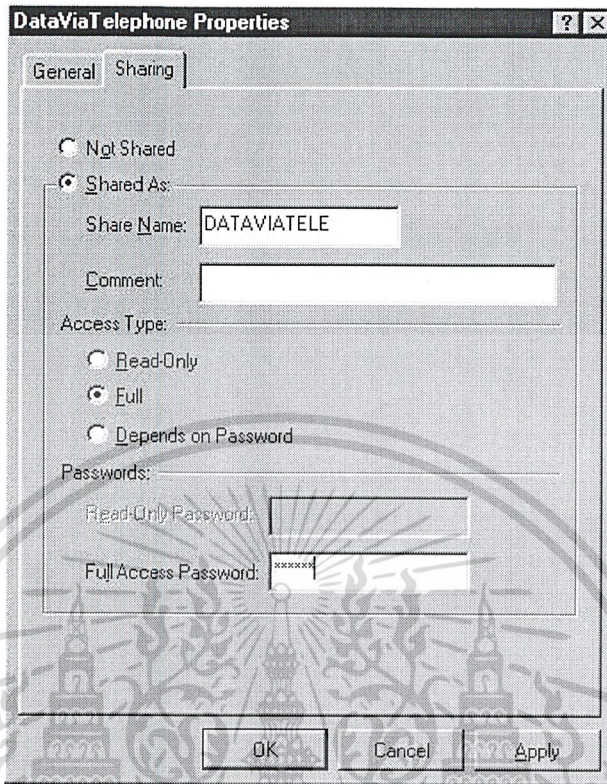 DataViaTelephone Properties
General Sharing
Not Shared
Shared As:
Share Name: DATAVIATELE
Comment:
Access Type:
Read-Only
Full
Depends on Password
Passwords:
Read-Only Password:
Full Access Password: ******
OK Cancel Apply